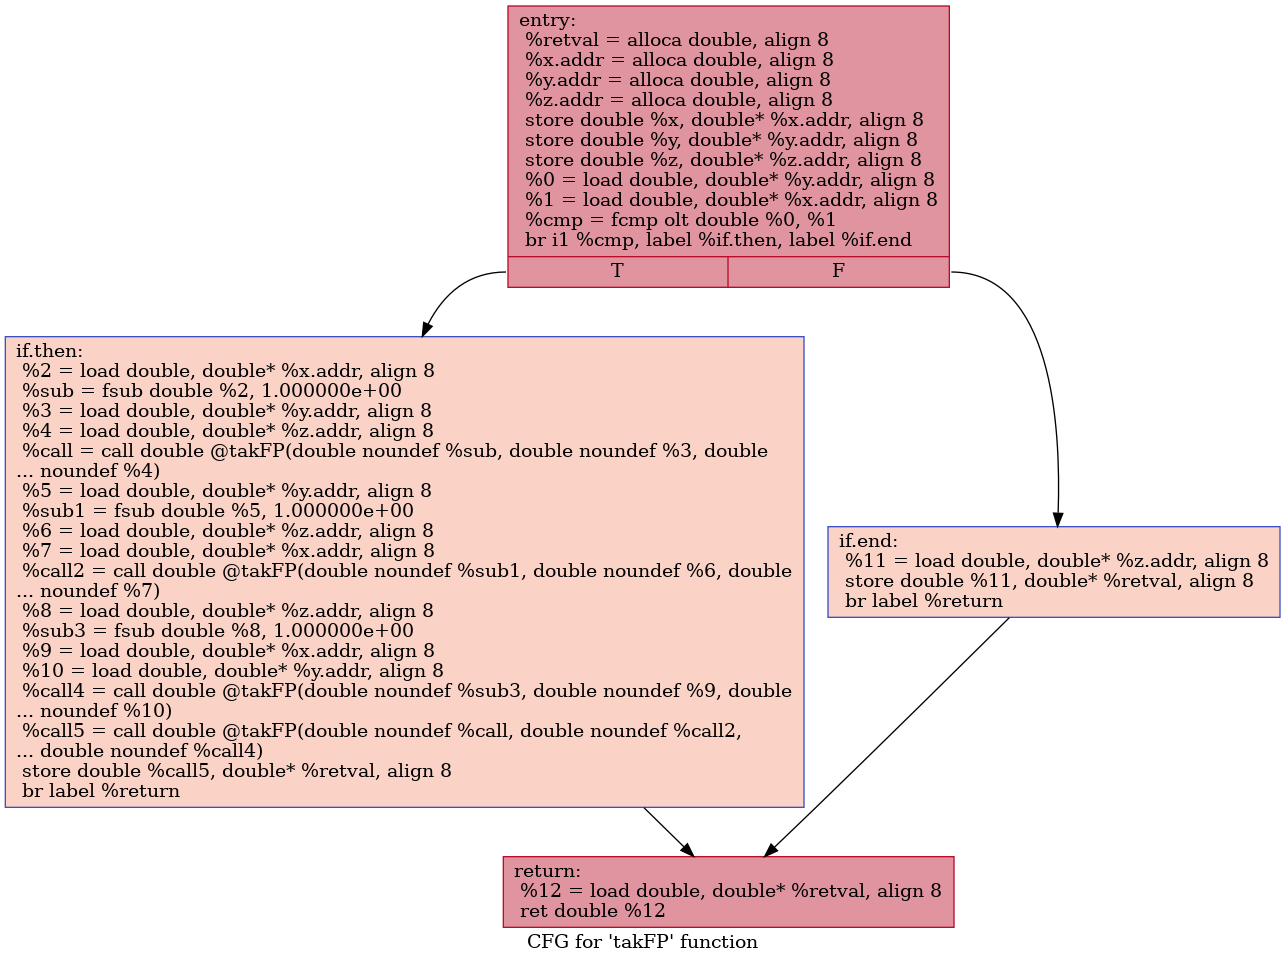 entry:
%retval = alloca double, align 8
%x.addr = alloca double, align 8
%y.addr = alloca double, align 8
%z.addr = alloca double, align 8
store double %x, double* %x.addr, align 8
store double %y, double* %y.addr, align 8
store double %z, double* %z.addr, align 8
%0 = load double, double* %y.addr, align 8
%1 = load double, double* %x.addr, align 8
%cmp = fcmp olt double %0, %1
br i1 %cmp, label %if.then, label %if.end
T
F
if.then:
%2 = load double, double* %x.addr, align 8
%sub = fsub double %2, 1.000000e+00
%3 = load double, double* %y.addr, align 8
%4 = load double, double* %z.addr, align 8
%call = call double @takFP(double noundef %sub, double noundef %3, double
... noundef %4)
%5 = load double, double* %y.addr, align 8
%sub1 = fsub double %5, 1.000000e+00
%6 = load double, double* %z.addr, align 8
%7 = load double, double* %x.addr, align 8
%call2 = call double @takFP(double noundef %sub1, double noundef %6, double
... noundef %7)
%8 = load double, double* %z.addr, align 8
%sub3 = fsub double %8, 1.000000e+00
%9 = load double, double* %x.addr, align 8
%10 = load double, double* %y.addr, align 8
%call4 = call double @takFP(double noundef %sub3, double noundef %9, double
... noundef %10)
%call5 = call double @takFP(double noundef %call, double noundef %call2,
... double noundef %call4)
store double %call5, double* %retval, align 8
br label %return
if.end:
%11 = load double, double* %z.addr, align 8
store double %11, double* %retval, align 8
br label %return
return:
%12 = load double, double* %retval, align 8
ret double %12
CFG for 'takFP' function